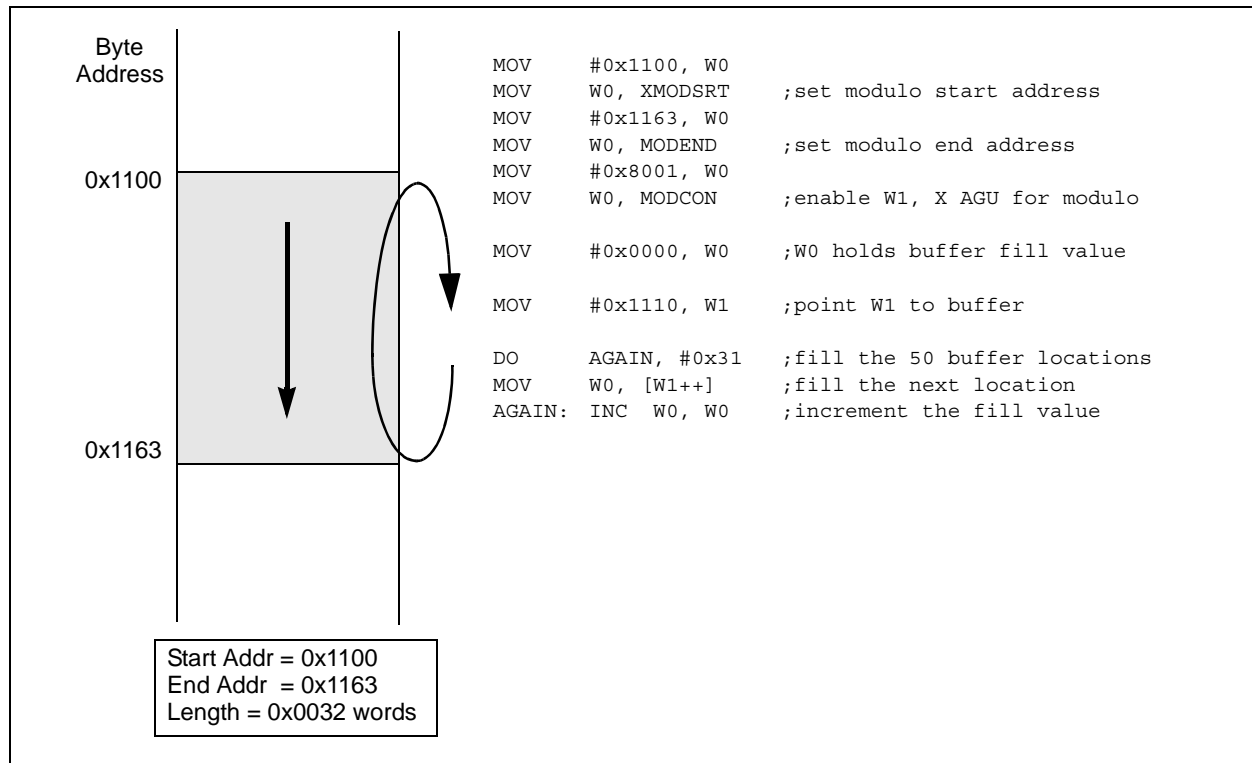 Byte
Address
0x1100
0x1163
MOV #0x1100, W0
MOV W0, XMODSRT ;set modulo start address
MOV #0x1163, W0
MOV W0, MODEND ;set modulo end address
MOV #0x8001, W0
MOV W0, MODCON ;enable W1, X AGU for modulo
MOV #0x0000, W0 ;W0 holds buffer fill value
MOV #0x1110, W1 ;point W1 to buffer
DO AGAIN, #0x31 ;fill the 50 buffer locations
MOV W0, [W1++] ;fill the next location
AGAIN: INC W0, W0 ;increment the fill value
Start Addr = 0x1100
End Addr = 0x1163
Length = 0x0032 words